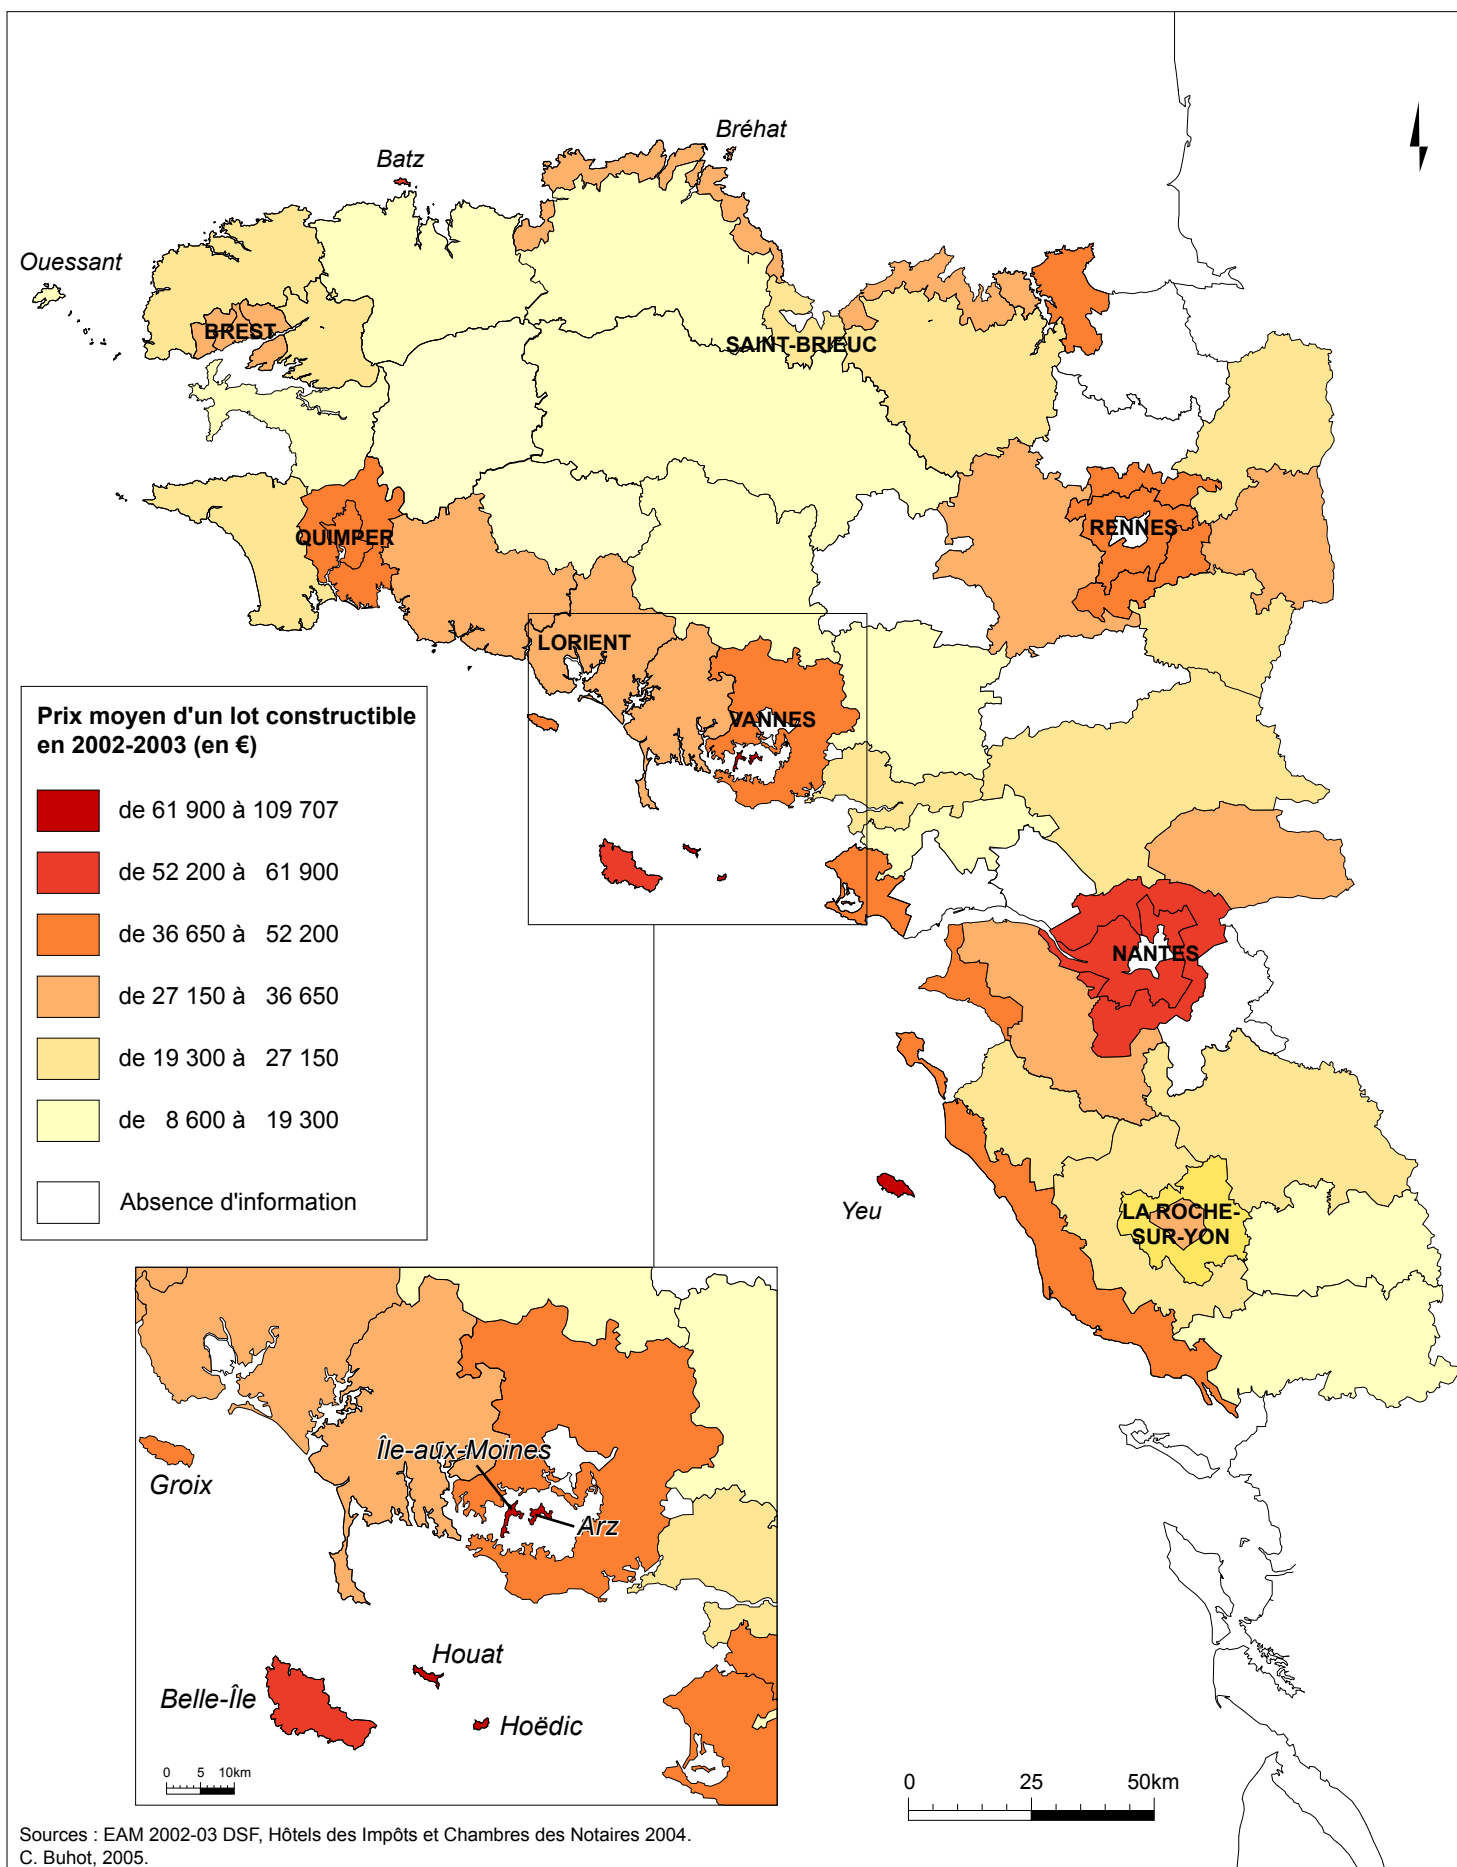 Bréhat
Batz
Ouessant
BREST
SAINT-BRIEUC
QUIMPER
RENNES
LORIENT
VANNES
NANTES
Yeu
LA ROCHE-
SUR-YON
Prix moyen d'un lot constructible
en 2002-2003 (en €)
de 61 900 à 109 707
de 52 200 à 61 900
de 36 650 à 52 200
de 27 150 à 36 650
de 19 300 à 27 150
de 8 600 à 19 300
Absence d'information
Île-aux-Moines
Groix
Arz
Houat
Belle-Île
Hoëdic
0 5 10km
0 25 50km
Sources : EAM 2002-03 DSF, Hôtels des Impôts et Chambres des Notaires 2004.
C. Buhot, 2005.